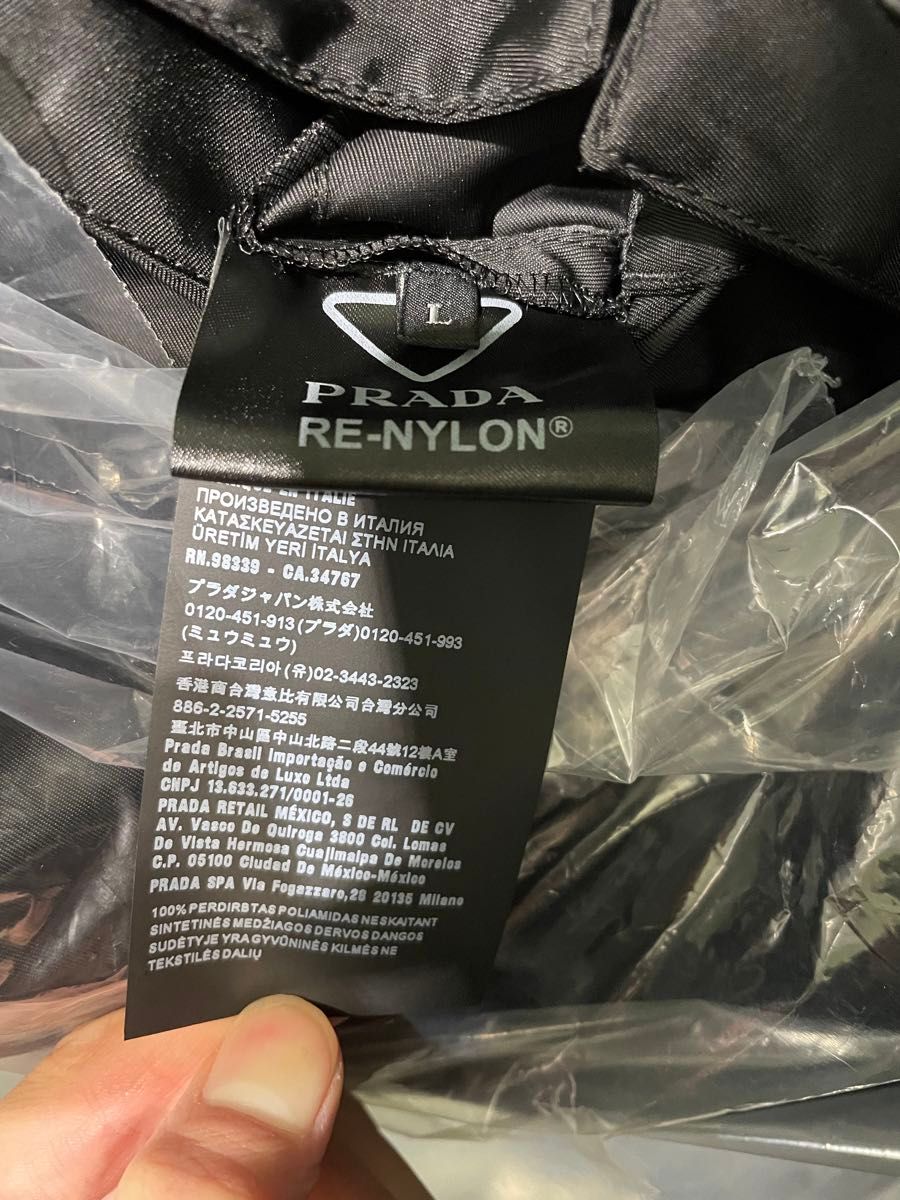 L
PRADA
RE-NYLON®
ITALIE
ПРОИЗВЕДЕНО В ИТАЛИЯ
ΚΑΤΑΣΚΕΥΑΖΕΤΑΙ ΣΤΗΝ ΙΤΑΛΙΑ
ÜRETİM YERİ İTALYA
RN.98339 - CA.34767
プラダジャパン株式会社
0120-451-913(プラダ)0120-451-993
(ミュウミュウ)
프라다코리아(유)02-3443-2323
香港商台灣意比有限公司台灣分公司
886-2-2571-5255
臺北市中山區中山北路二段44號12樓A室
Prada Brasil Importação e Comércio
de Artigos de Luxo Ltda
CNPJ 13.633.271/0001-26
PRADA RETAIL MÉXICO, S DE RL DE CV
AV. Vasco De Quiroga 3800 Col. Lomas
De Vista Hermosa Cuajimalpa De Morelos
C.P. 05100 Ciudad De México-México
PRADA SPA Via Fogazzaro,28 20135 Milano
100% PERDIRBTAS POLIAMIDAS NESKAITANT
SINTETINĖS MEDŽIAGOS DERVOS DANGOS
SUDĖTYJE YRA GYVŪNINĖS KILMĖS NE
TEKSTILĖS DALIŲ